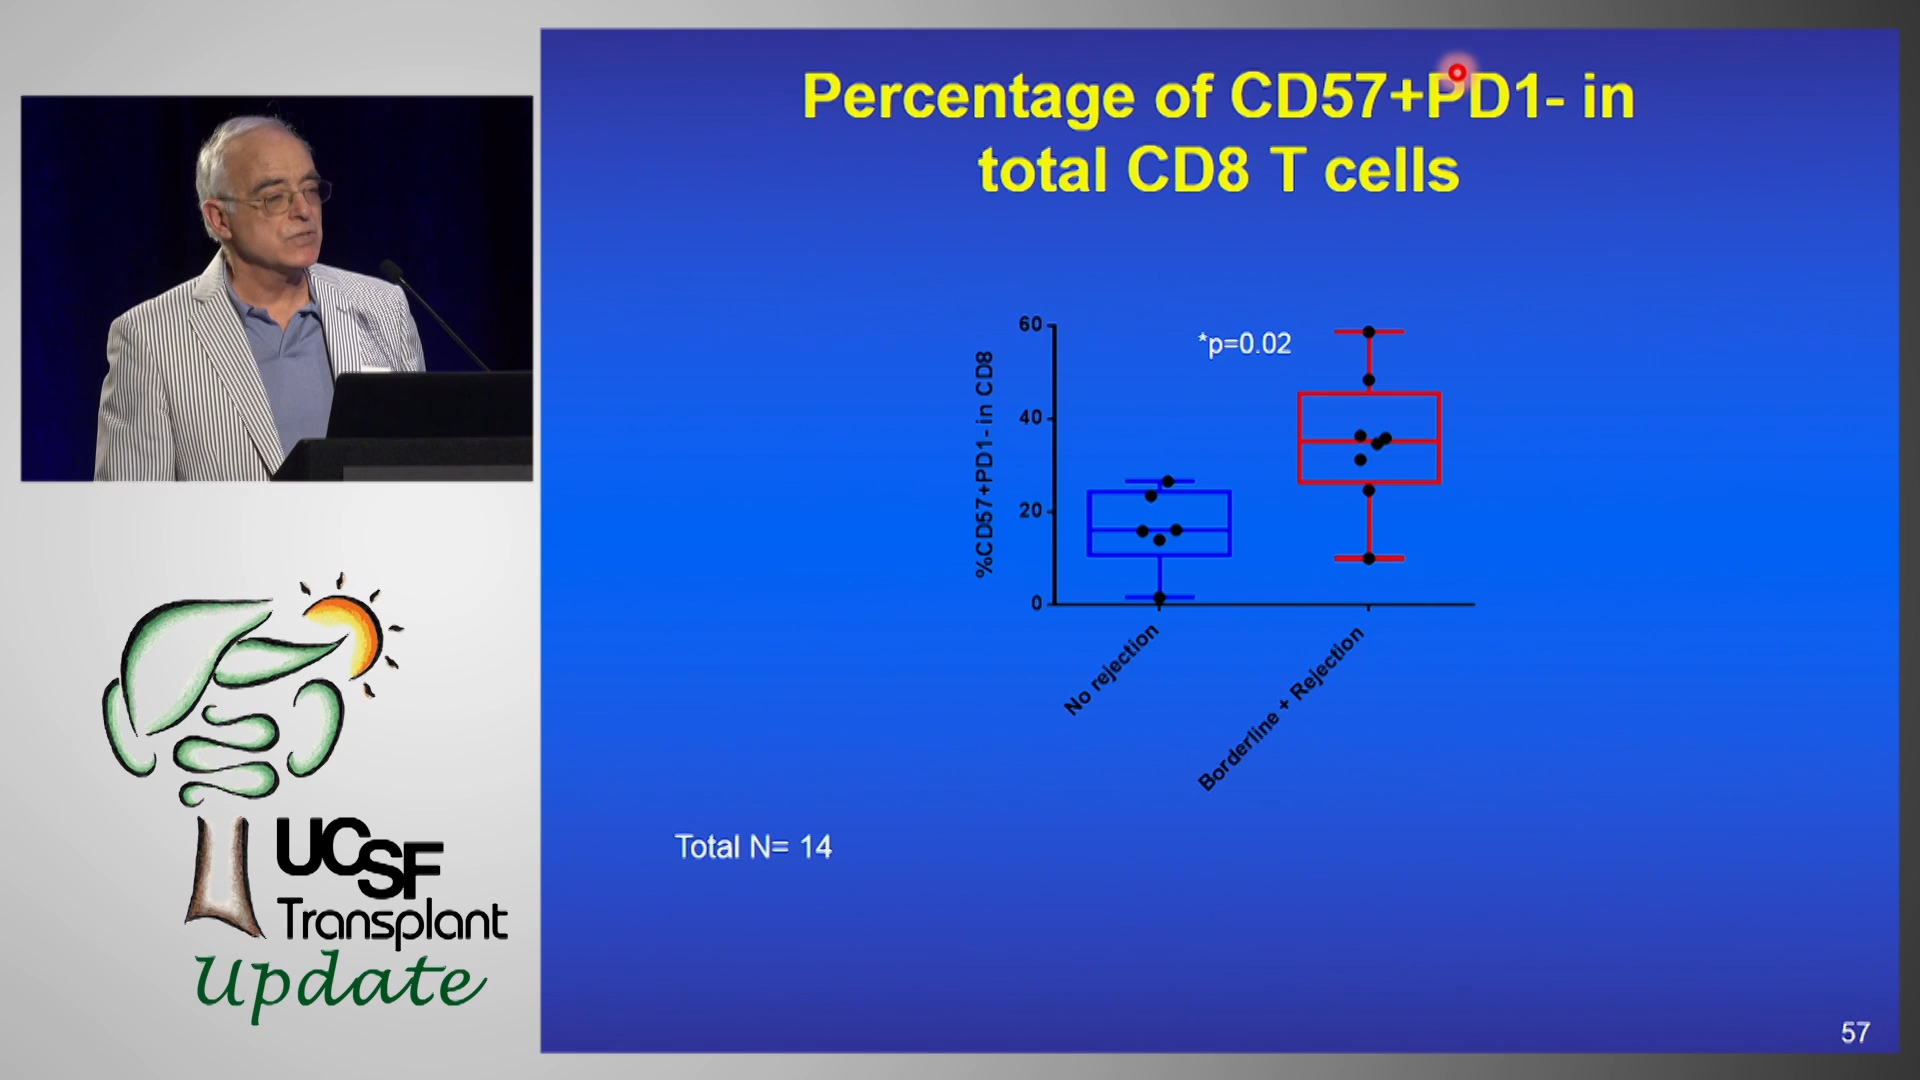 Percentage of CD57+PD1- in
total CD8 T cells
*p=0.02
%CD57+PD1- in CD8
60
40
20
0
No rejection
Borderline + Rejection
Total N= 14
57
UCSF
Transplant
Update